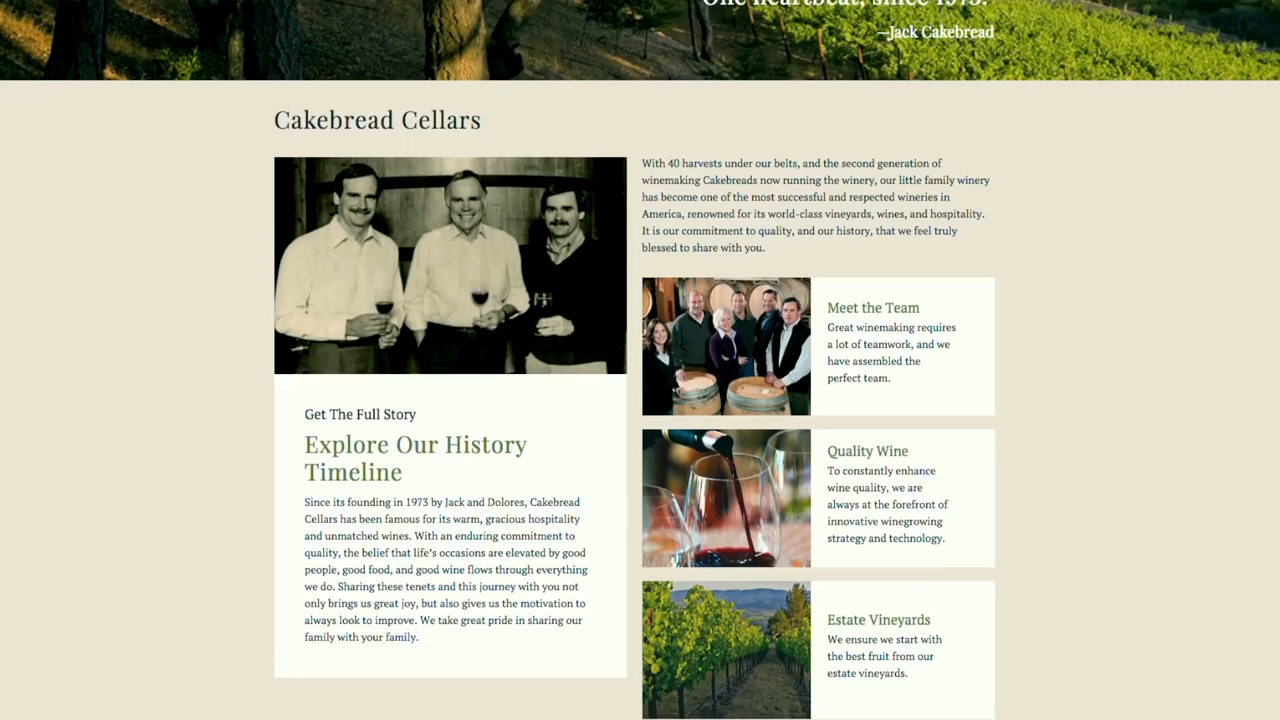 One heartbeat, since 1973."
—Jack Cakebread
Cakebread Cellars
With 40 harvests under our belts, and the second generation of
winemaking Cakebreads now running the winery, our little family winery
has become one of the most successful and respected wineries in
America, renowned for its world-class vineyards, wines, and hospitality.
It is our commitment to quality, and our history, that we feel truly
blessed to share with you.
Get The Full Story
Explore Our History
Timeline
Since its founding in 1973 by Jack and Dolores, Cakebread
Cellars has been famous for its warm, gracious hospitality
and unmatched wines. With an enduring commitment to
quality, the belief that life's occasions are elevated by good
people, good food, and good wine flows through everything
we do. Sharing these tenets and this journey with you not
only brings us great joy, but also gives us the motivation to
always look to improve. We take great pride in sharing our
family with your family.
Meet the Team
Great winemaking requires
a lot of teamwork, and we
have assembled the
perfect team.
Quality Wine
To constantly enhance
wine quality, we are
always at the forefront of
innovative winegrowing
strategy and technology.
Estate Vineyards
We ensure we start with
the best fruit from our
estate vineyards.